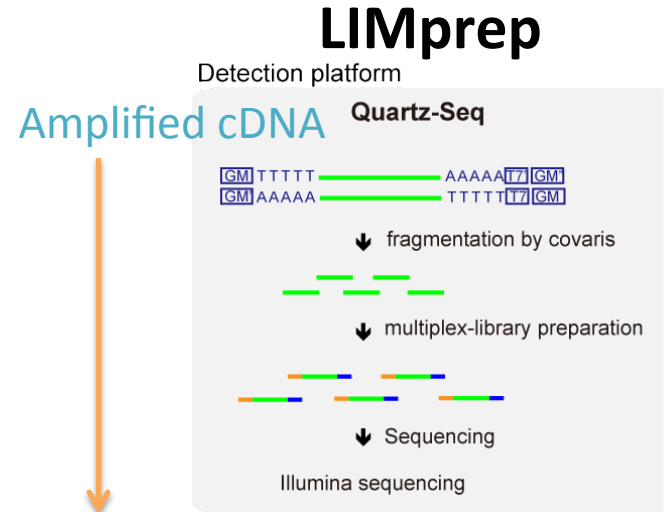 LIMprep
Detection platform
Amplified cDNA
Quartz-Seq
GM TTTTT AAAAA T7' GM'
GM' AAAAA TTTTT T7 GM
fragmentation by covaris
multiplex-library preparation
Sequencing
Illumina sequencing